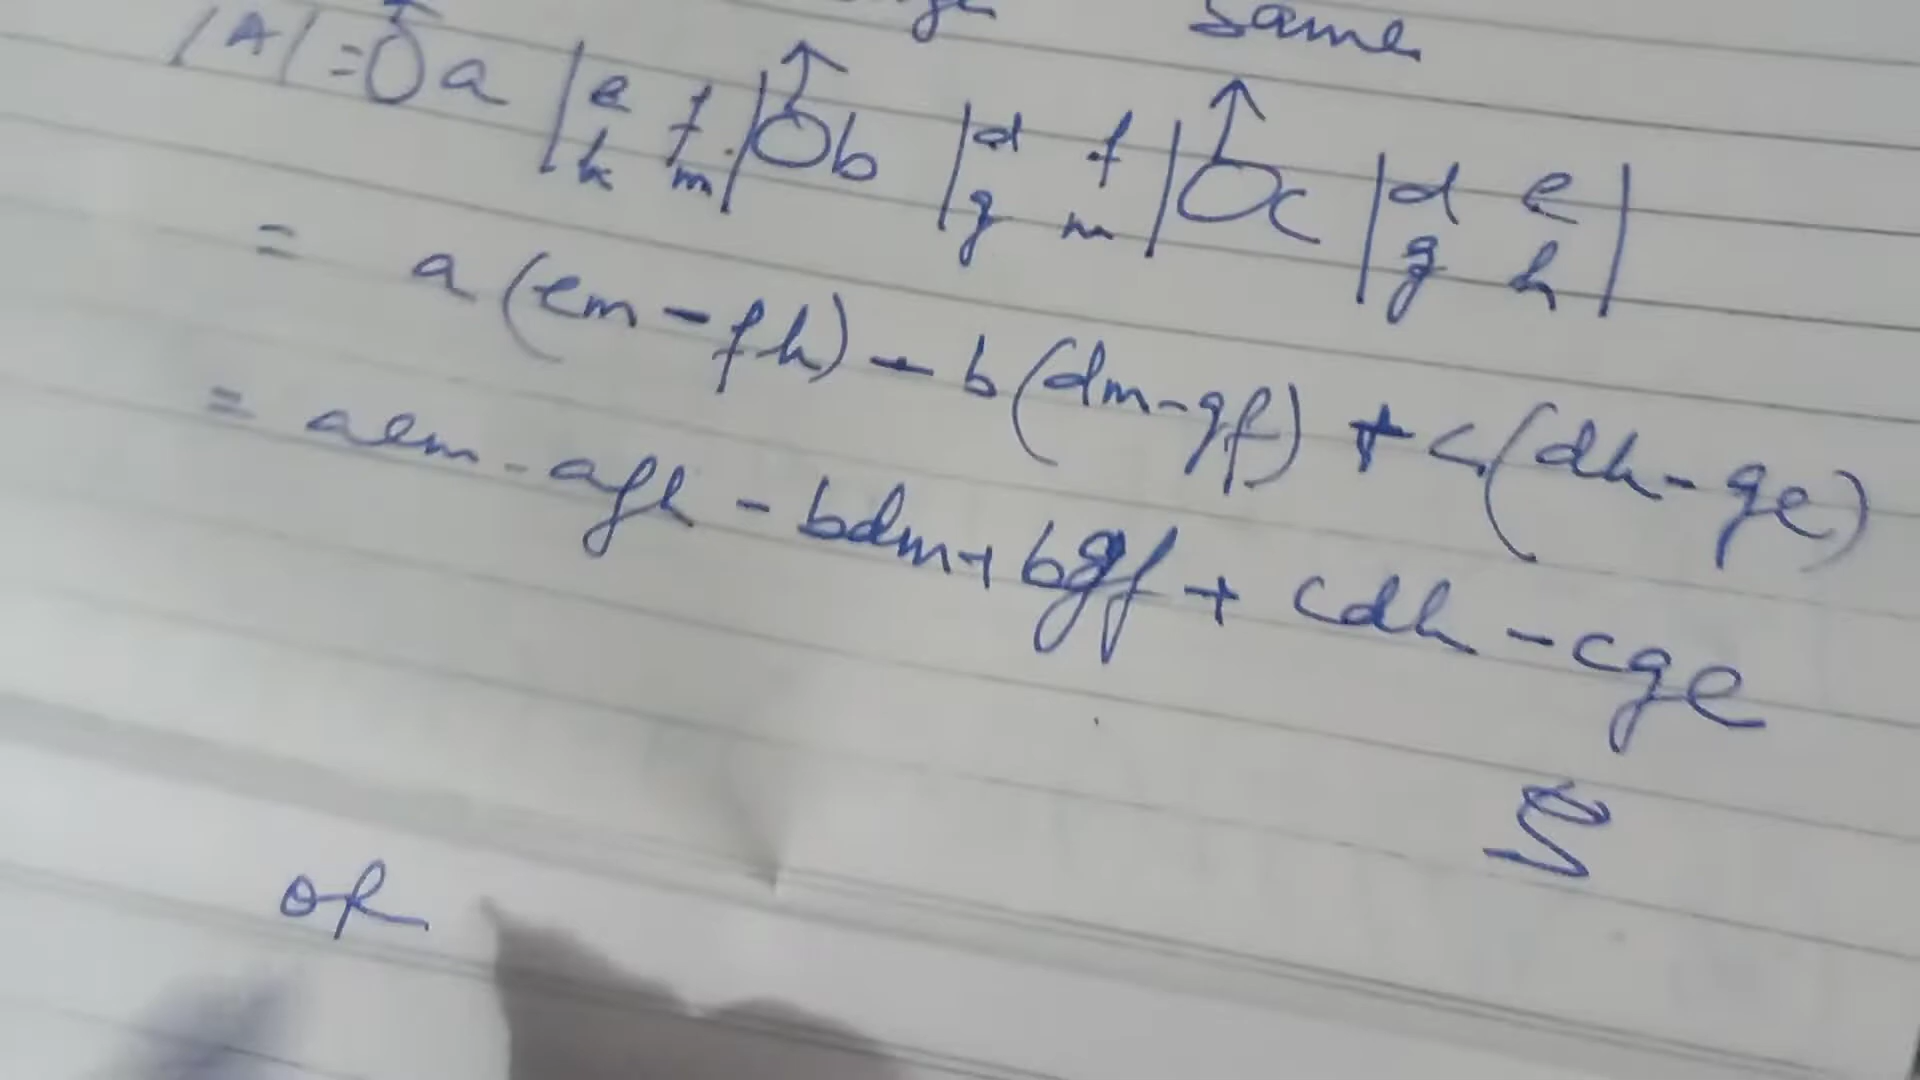 same
|A| = O a | e f | O b | d f | O c | d e |
h m g m g h
= a (em - fh) - b (dm - gf) + c (dh - ge)
= aem - afh - bdm + bgf + cdh - cge
or